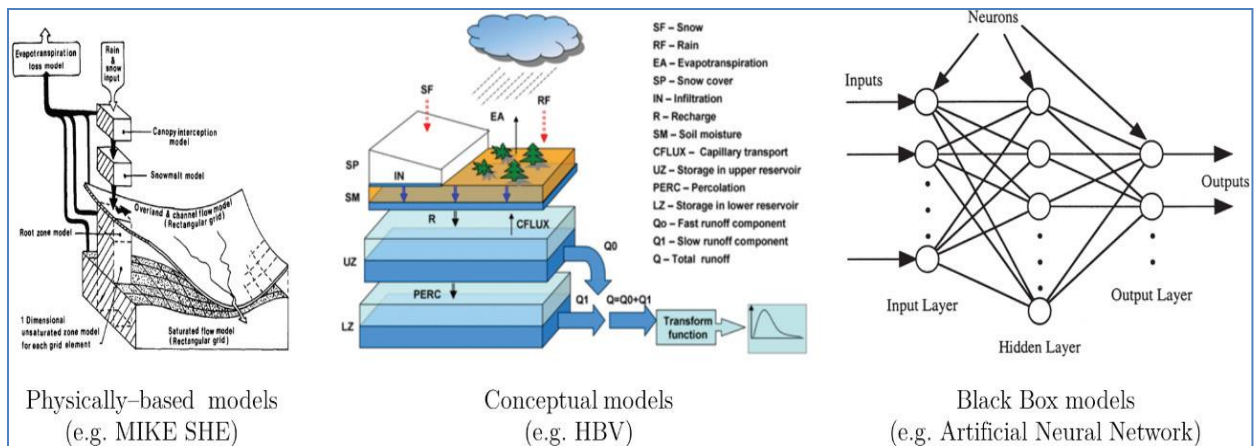 Evapotranspiration
loss model
Rain
&
snow
input
Canopy interception
model
Snowmelt model
Overland & channel flow model
(Rectangular grid)
Root zone model
1 Dimensional
unsaturated zone model
for each grid element
Saturated flow model
(Rectangular grid)
Physically–based models
(e.g. MIKE SHE)
SF
RF
EA
SP
IN
SM
R
CFLUX
UZ
Q0
PERC
Q1
Q=Q0+Q1
LZ
Transform
function
SF – Snow
RF – Rain
EA – Evapotranspiration
SP – Snow cover
IN – Infiltration
R – Recharge
SM – Soil moisture
CFLUX – Capillary transport
UZ – Storage in upper reservoir
PERC – Percolation
LZ – Storage in lower reservoir
Qo – Fast runoff component
Q1 – Slow runoff component
Q – Total runoff
Conceptual models
(e.g. HBV)
Neurons
Inputs
Outputs
Input Layer
Output Layer
Hidden Layer
Black Box models
(e.g. Artificial Neural Network)